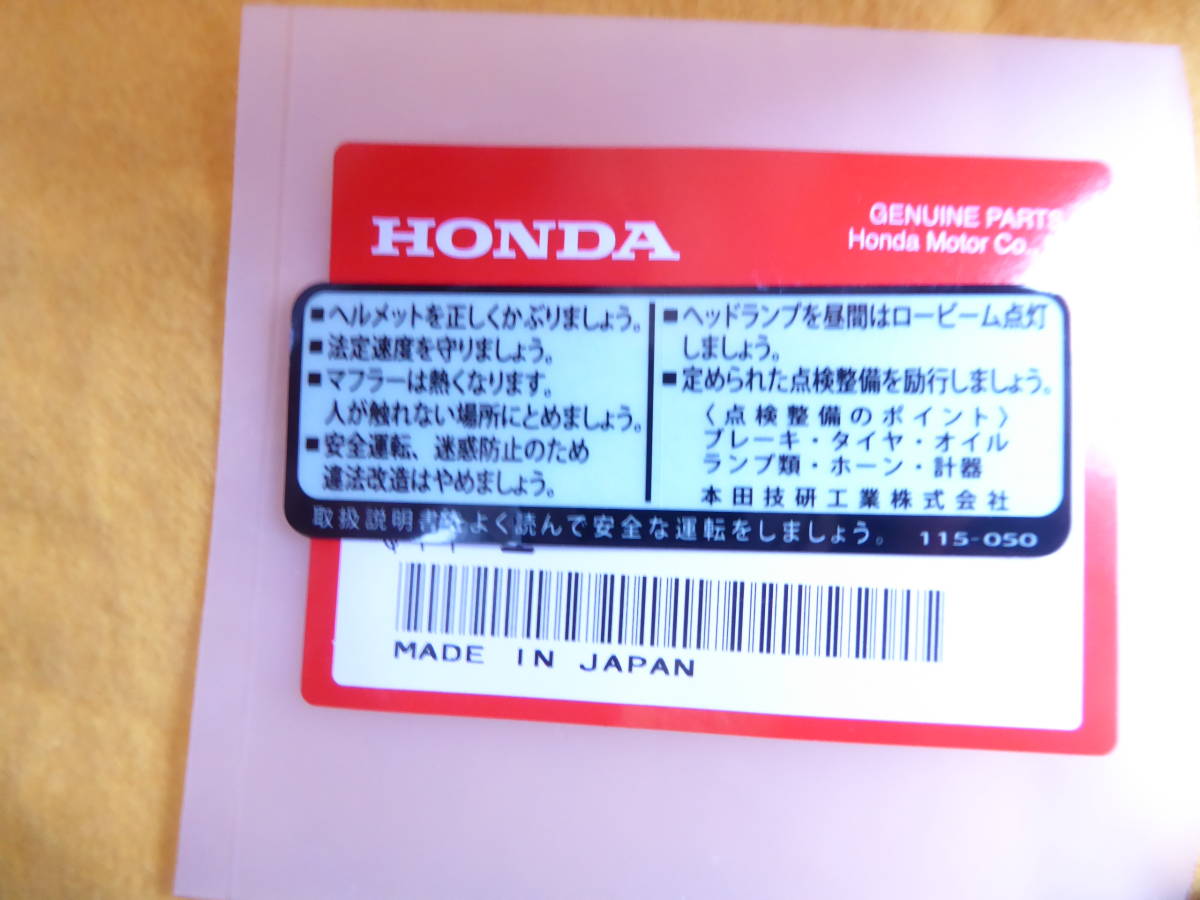 HONDA
GENUINE PARTS
Honda Motor Co.,
■ヘルメットを正しくかぶりましょう。
■法定速度を守りましょう。
■マフラーは熱くなります。
人が触れない場所にとめましょう。
■安全運転、迷惑防止のため
違法改造はやめましょう。
■ヘッドランプを昼間はロービーム点灯
しましょう。
■定められた点検整備を励行しましょう。
〈点検整備のポイント〉
ブレーキ・タイヤ・オイル
ランプ類・ホーン・計器
本田技研工業株式会社
取扱説明書をよく読んで安全な運転をしましょう。 115-050
MADE IN JAPAN